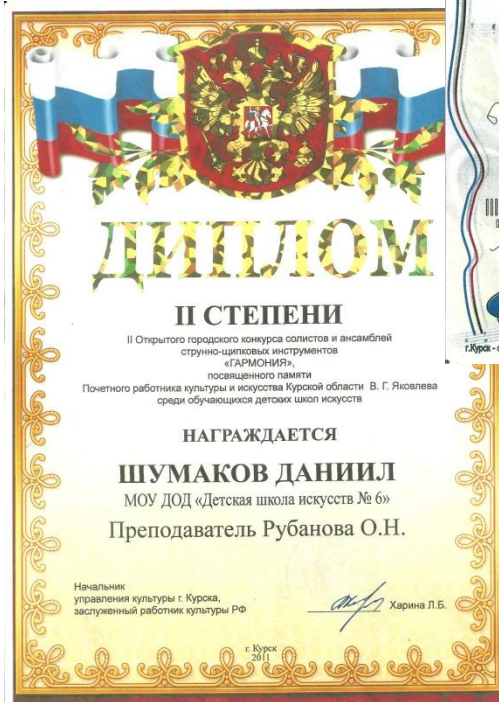 ДИПЛОМ
II СТЕПЕНИ
II Открытого городского конкурса солистов и ансамблей
струнно-щипковых инструментов
«ГАРМОНИЯ»,
посвященного памяти
Почетного работника культуры и искусства Курской области В. Г. Яковлева
среди обучающихся детских школ искусств
НАГРАЖДАЕТСЯ
ШУМАКОВ ДАНИИЛ
МОУ ДОД «Детская школа искусств № 6»
Преподаватель Рубанова О.Н.
Начальник
управления культуры г. Курска,
заслуженный работник культуры РФ
Харина Л.Б.
г. Курск
2011
г.Курск -